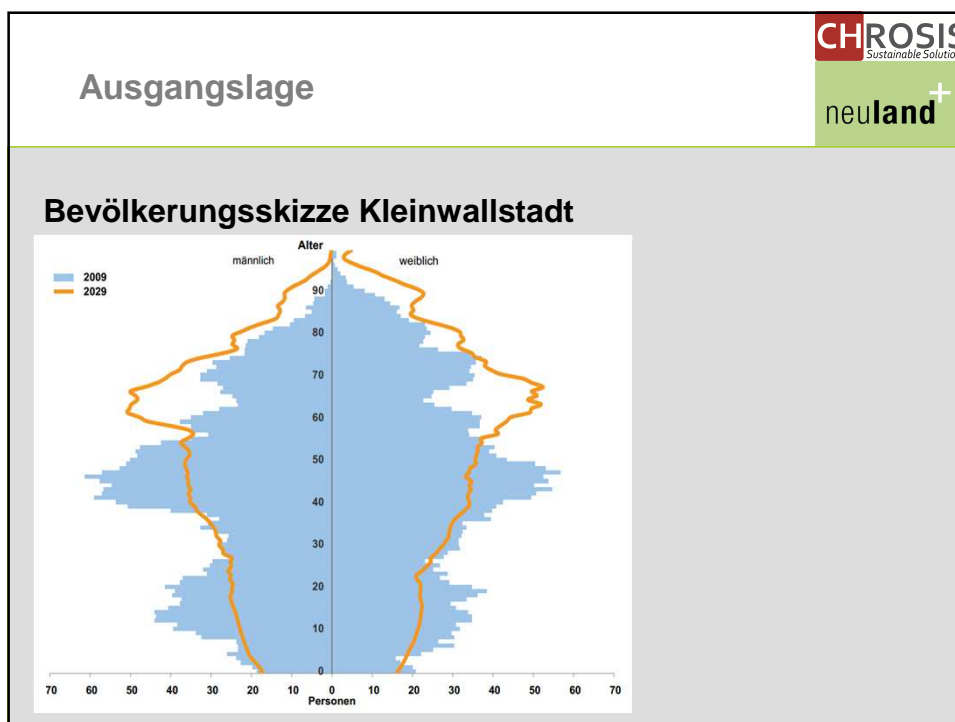 CHROSIS
Sustainable Solutio
Ausgangslage
neuland+
Bevölkerungsskizze Kleinwallstadt
Alter
männlich weiblich
2009
2029
90
80
70
60
50
40
30
20
10
0
70 60 50 40 30 20 10 0 10 20 30 40 50 60 70
Personen